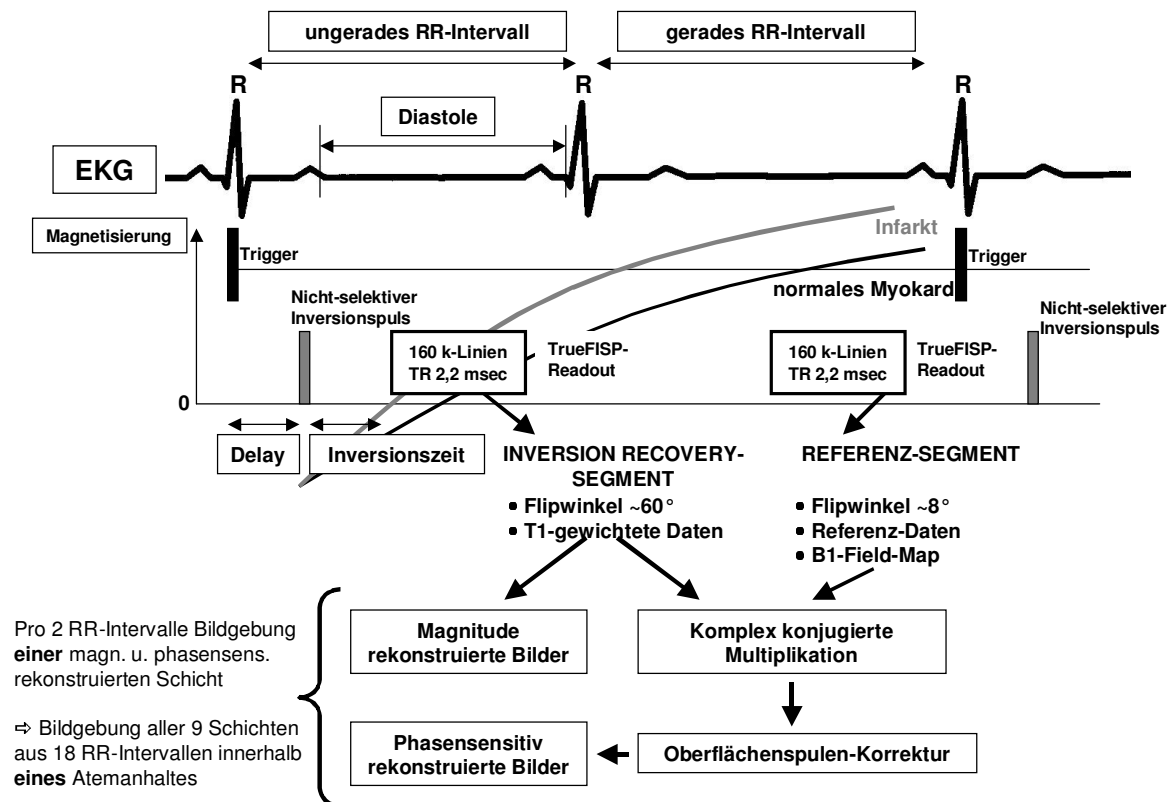 ungerades RR-Intervall
gerades RR-Intervall
R
R
R
Diastole
EKG
Magnetisierung
Infarkt
Trigger
Trigger
normales Myokard
Nicht-selektiver
Inversionspuls
Nicht-selektiver
Inversionspuls
160 k-Linien
TR 2,2 msec
TrueFISP-
Readout
160 k-Linien
TR 2,2 msec
TrueFISP-
Readout
0
Delay
Inversionszeit
INVERSION RECOVERY-
SEGMENT
• Flipwinkel ~60°
• T1-gewichtete Daten
REFERENZ-SEGMENT
• Flipwinkel ~8°
• Referenz-Daten
• B1-Field-Map
Pro 2 RR-Intervalle Bildgebung
einer magn. u. phasensens.
rekonstruierten Schicht
⇨ Bildgebung aller 9 Schichten
aus 18 RR-Intervallen innerhalb
eines Atemanhaltes
Magnitude
rekonstruierte Bilder
Komplex konjugierte
Multiplikation
Phasensensitiv
rekonstruierte Bilder
Oberflächenspulen-Korrektur